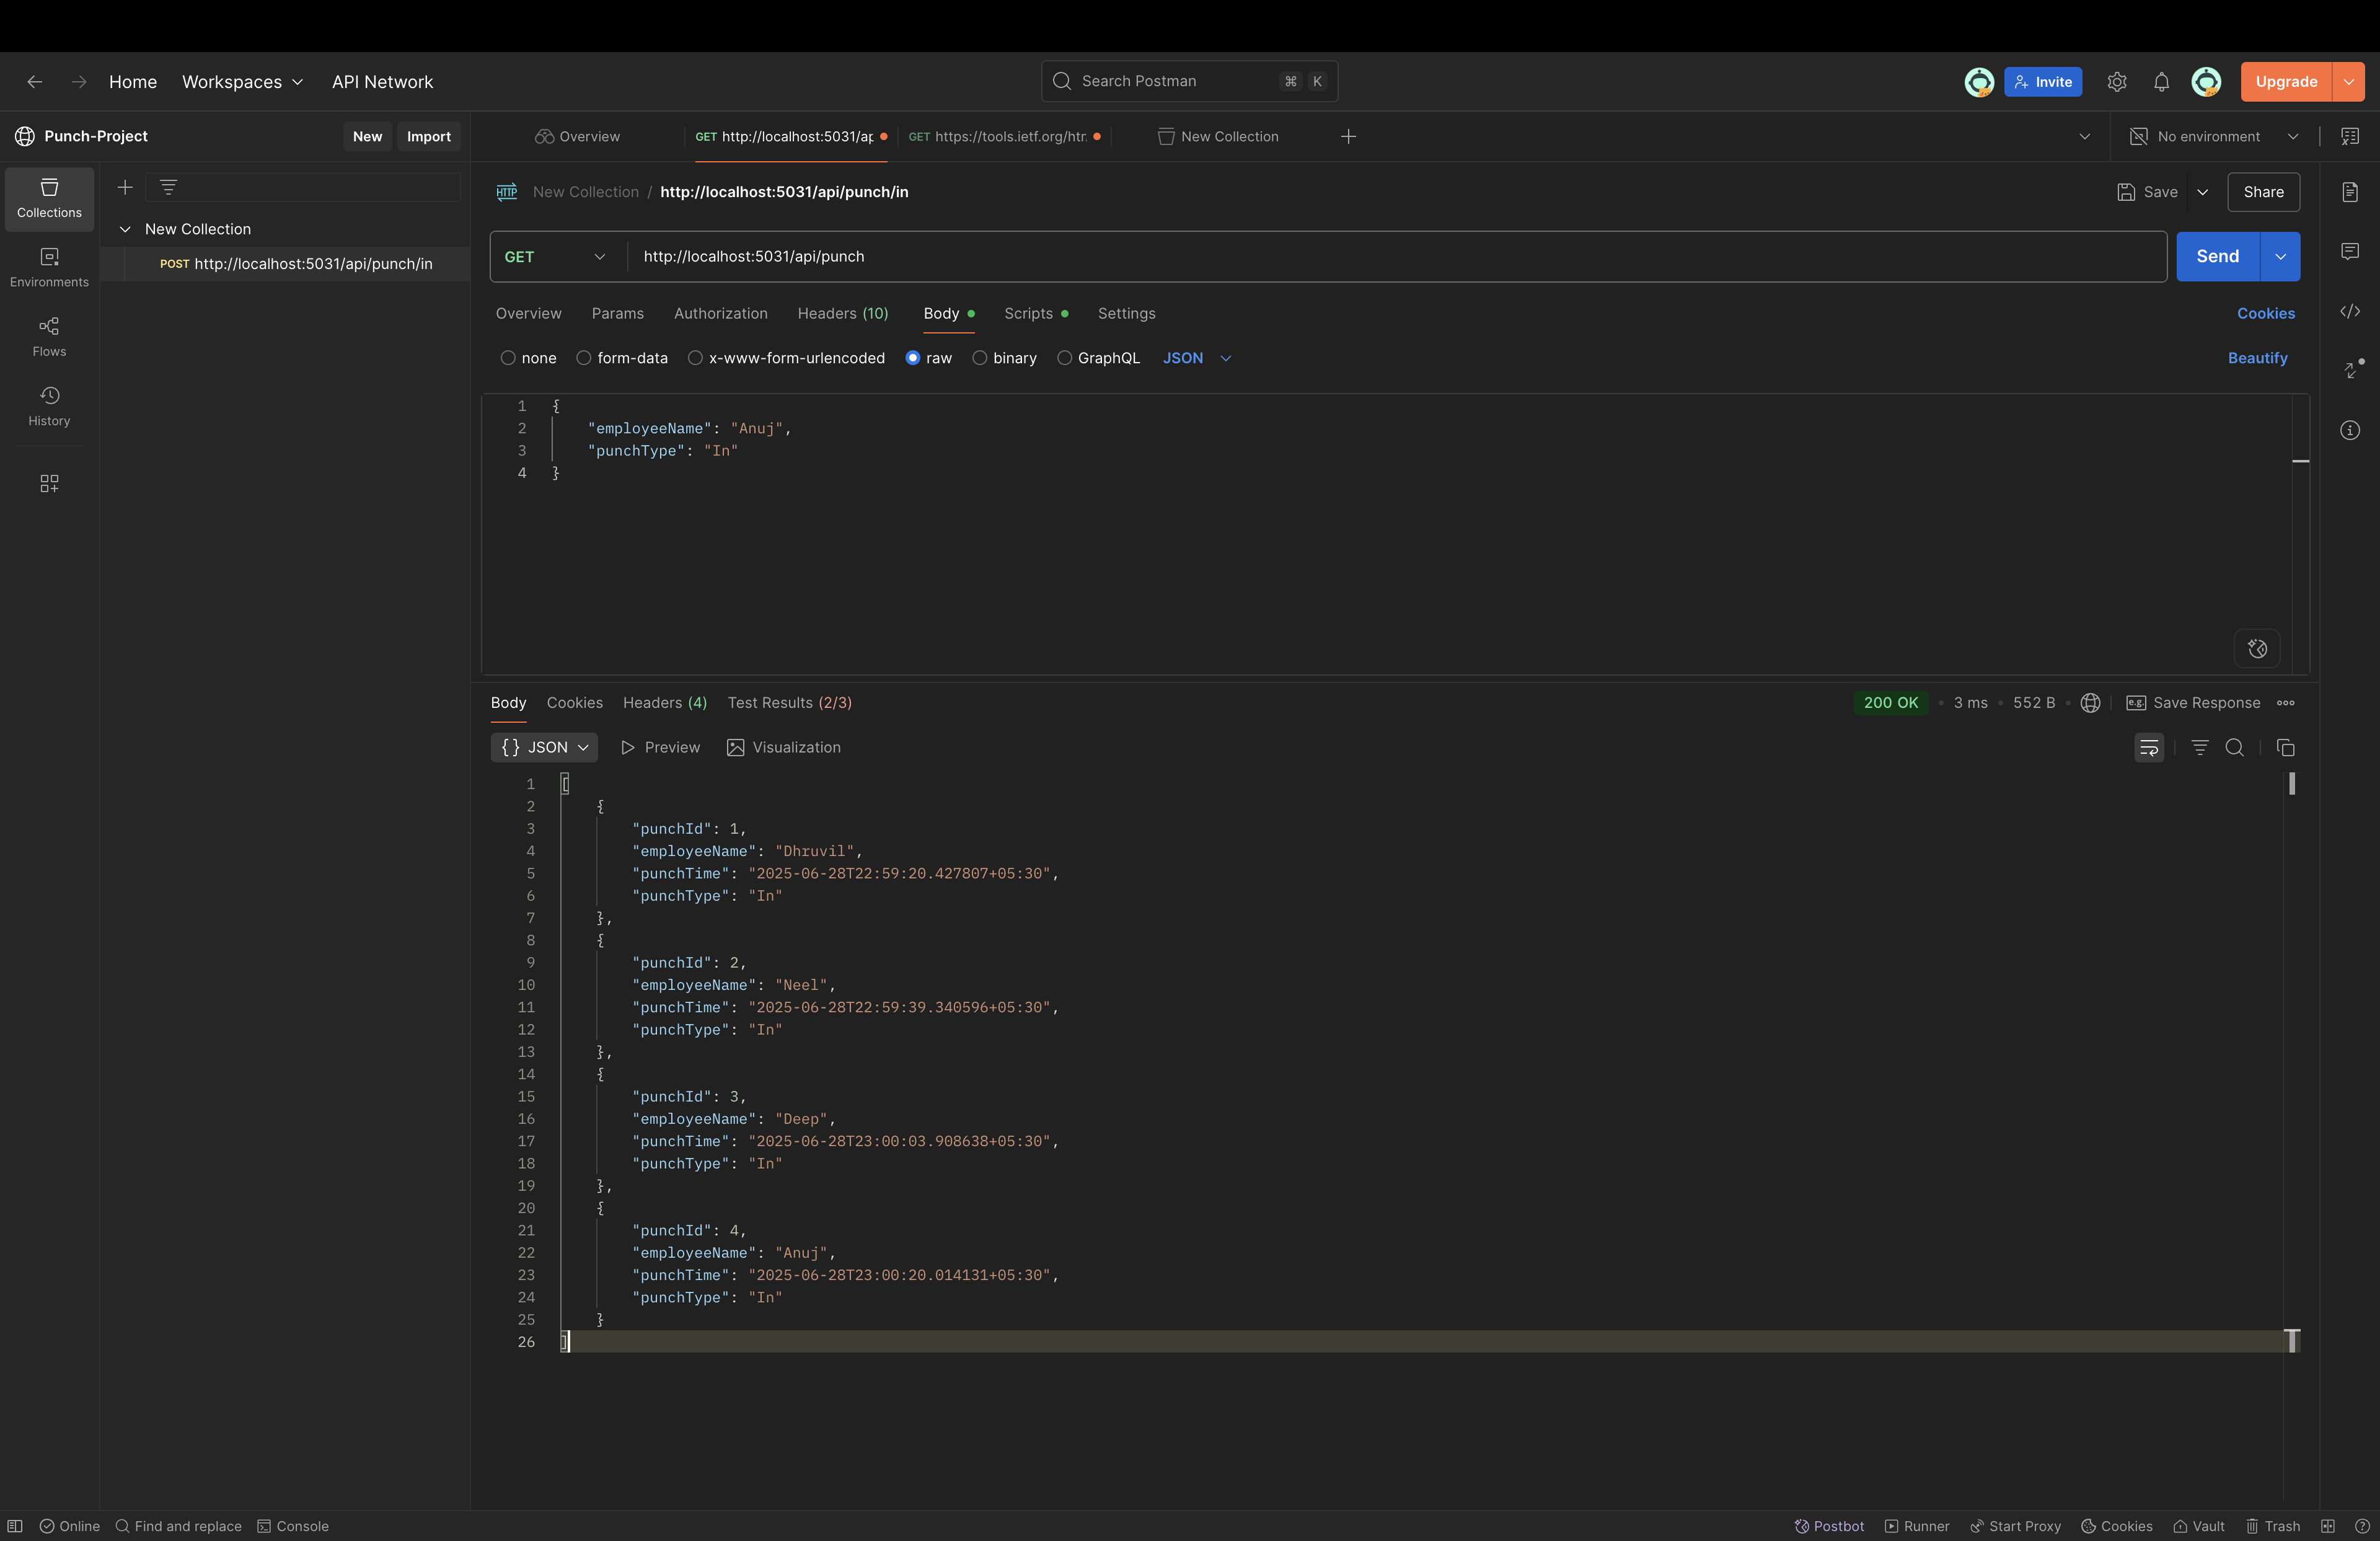 Home Workspaces API Network Search Postman ⌘ K Invite Upgrade
Punch-Project New Import Overview GET http://localhost:5031/ap GET https://tools.ietf.org/htr. New Collection No environment
Collections
Environments
Flows
History
New Collection
POST http://localhost:5031/api/punch/in
HTTP New Collection / http://localhost:5031/api/punch/in Save Share
GET http://localhost:5031/api/punch Send
Overview Params Authorization Headers (10) Body Scripts Settings Cookies
none form-data x-www-form-urlencoded raw binary GraphQL JSON Beautify
1 {
2 "employeeName": "Anuj",
3 "punchType": "In"
4 }
Body Cookies Headers (4) Test Results (2/3) 200 OK • 3 ms • 552 B • e.g. Save Response
{} JSON Preview Visualization
1 [
2 {
3 "punchId": 1,
4 "employeeName": "Dhruvil",
5 "punchTime": "2025-06-28T22:59:20.427807+05:30",
6 "punchType": "In"
7 },
8 {
9 "punchId": 2,
10 "employeeName": "Neel",
11 "punchTime": "2025-06-28T22:59:39.340596+05:30",
12 "punchType": "In"
13 },
14 {
15 "punchId": 3,
16 "employeeName": "Deep",
17 "punchTime": "2025-06-28T23:00:03.908638+05:30",
18 "punchType": "In"
19 },
20 {
21 "punchId": 4,
22 "employeeName": "Anuj",
23 "punchTime": "2025-06-28T23:00:20.014131+05:30",
24 "punchType": "In"
25 }
26 ]
Online Find and replace Console Postbot Runner Start Proxy Cookies Vault Trash